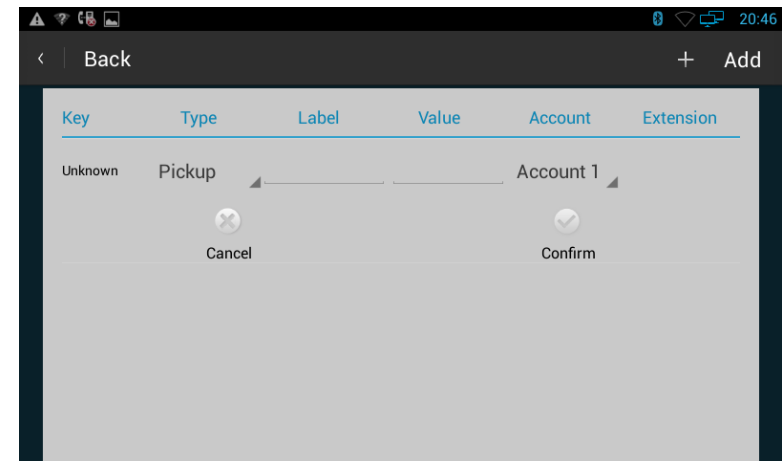 20:46
Back
+ Add
Key Type Label Value Account Extension
Unknown Pickup Account 1
Cancel Confirm